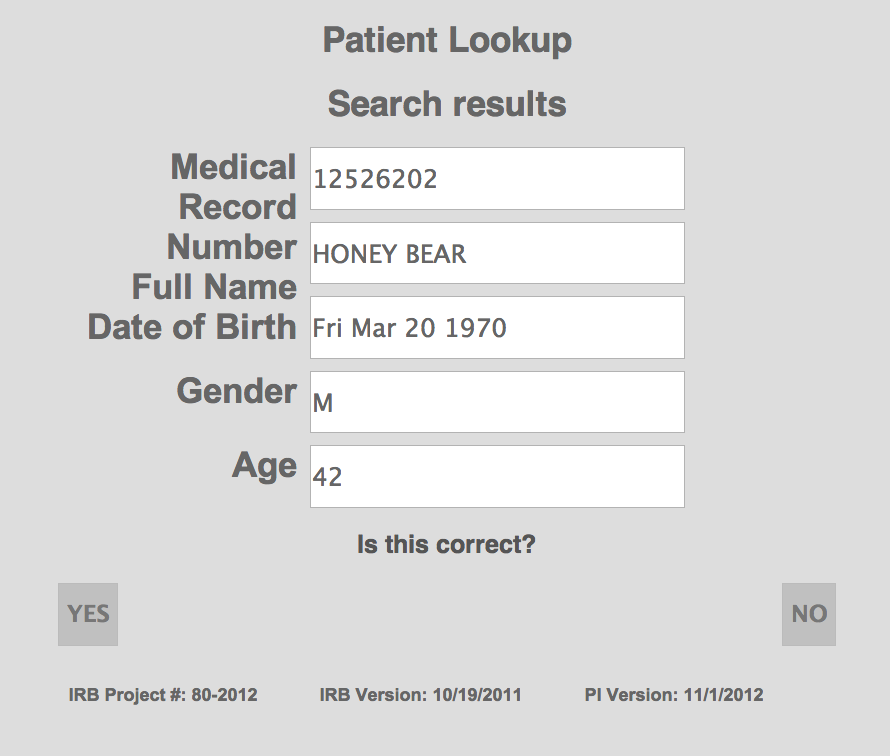 Patient Lookup
Search results
Medical
Record
Number
12526202
Full Name
HONEY BEAR
Date of Birth
Fri Mar 20 1970
Gender
M
Age
42
Is this correct?
YES
NO
IRB Project #: 80-2012 IRB Version: 10/19/2011 PI Version: 11/1/2012